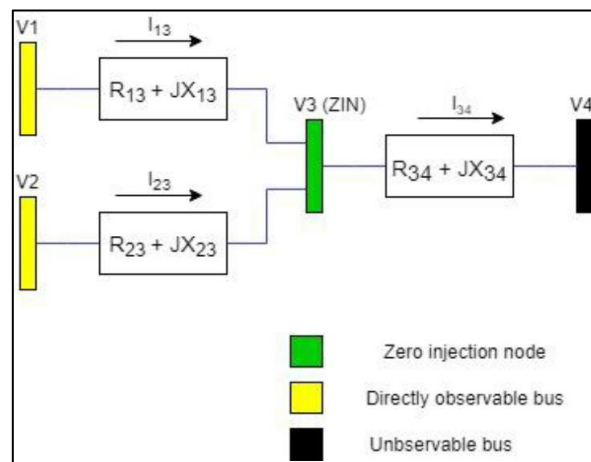 V1
I13
R13 + JX13
V2
I23
R23 + JX23
V3 (ZIN)
I34
R34 + JX34
V4
Zero injection node
Directly observable bus
Unbservable bus